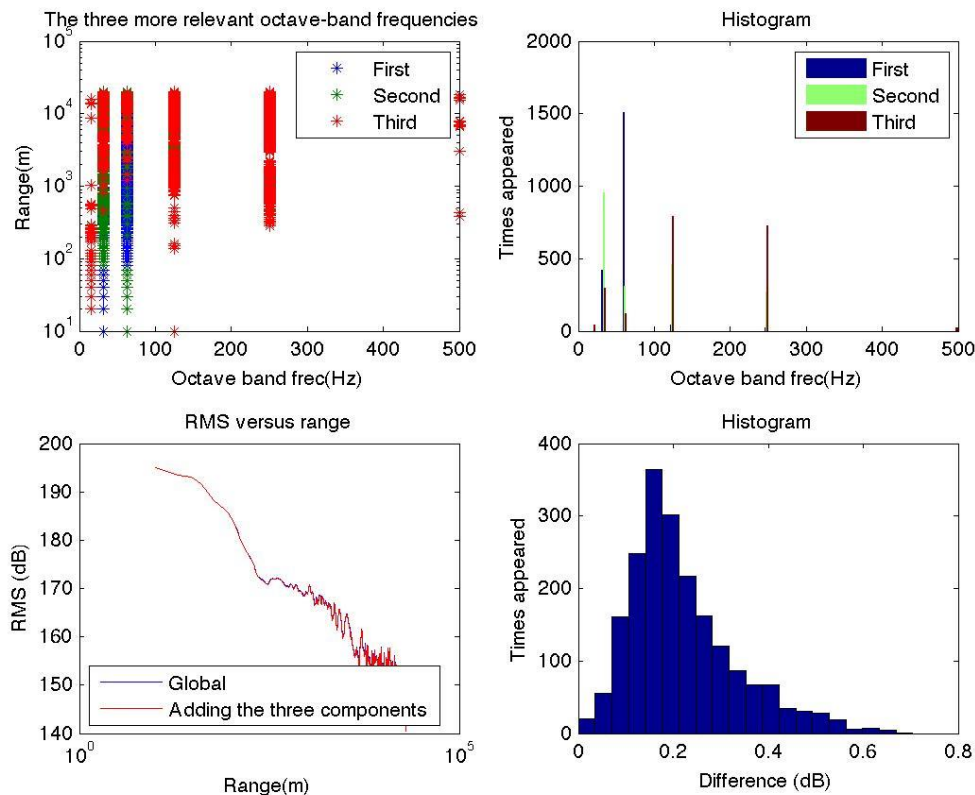 The three more relevant octave-band frequencies
10^5
10^4
10^3
10^2
10^1
Range(m)
First
Second
Third
0 100 200 300 400 500
Octave band frec(Hz)
Histogram
2000
1500
1000
500
0
Times appeared
First
Second
Third
0 100 200 300 400 500
Octave band frec(Hz)
RMS versus range
200
190
180
170
160
150
140
RMS (dB)
Global
Adding the three components
10^0 10^5
Range(m)
Histogram
400
300
200
100
0
Times appeared
0 0.2 0.4 0.6 0.8
Difference (dB)